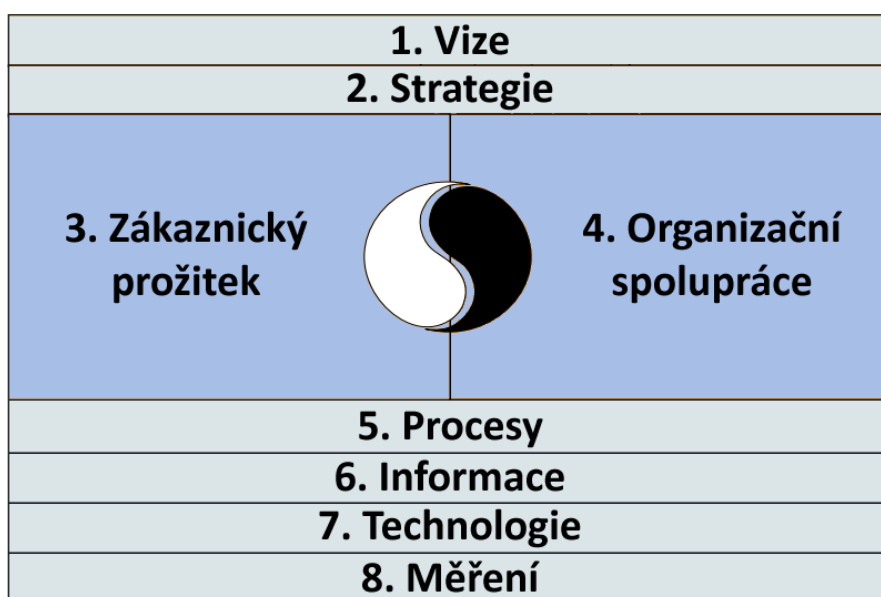 1. Vize
2. Strategie
3. Zákaznický
prožitek
4. Organizační
spolupráce
5. Procesy
6. Informace
7. Technologie
8. Měření